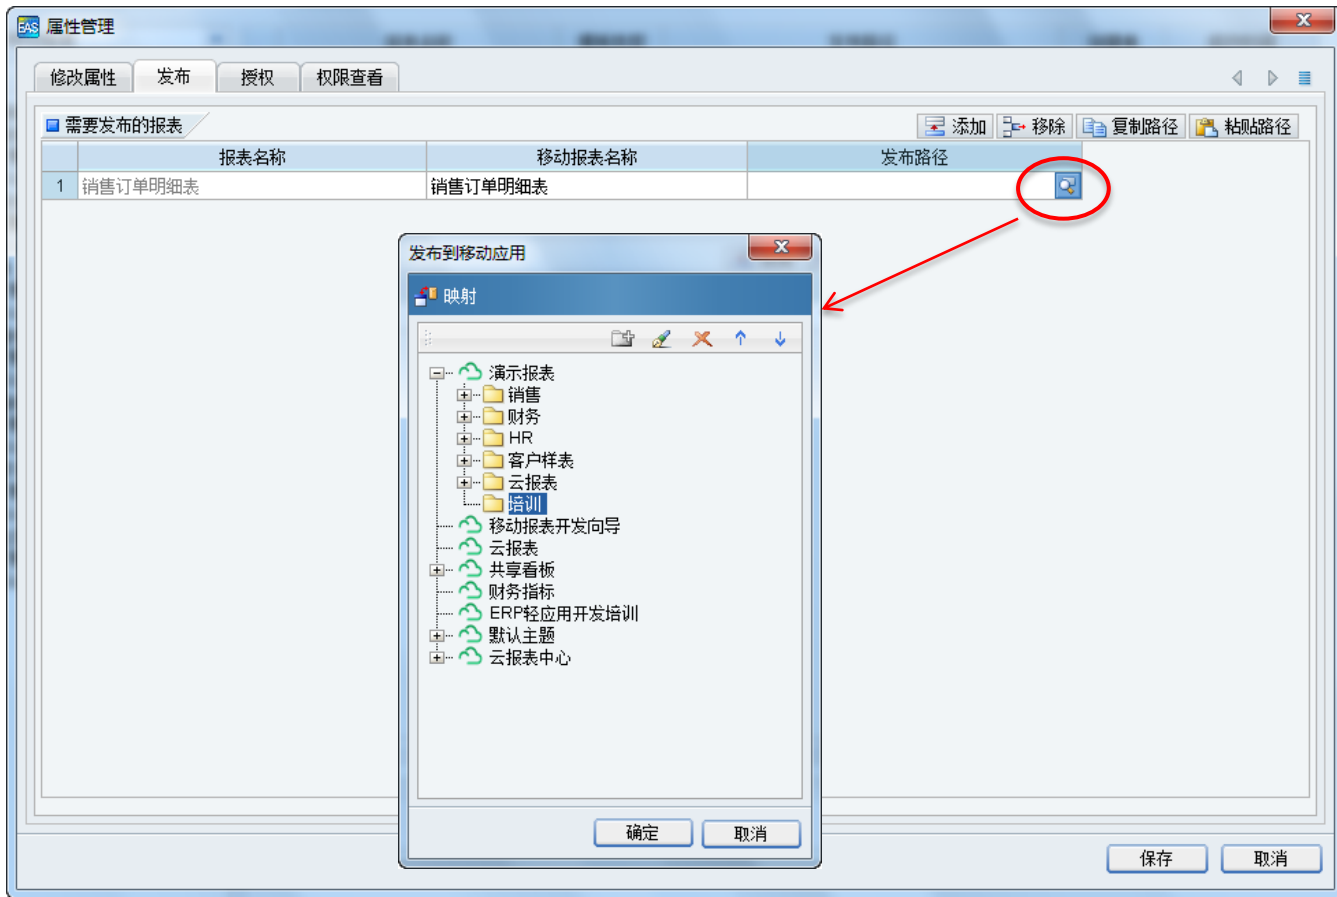 EAS 属性管理
修改属性 发布 授权 权限查看
需要发布的报表 添加 移除 复制路径 粘贴路径
报表名称 移动报表名称 发布路径
1 销售订单明细表 销售订单明细表
发布到移动应用
映射
演示报表
销售
财务
HR
客户样表
云报表
培训
移动报表开发向导
云报表
共享看板
财务指标
ERP轻应用开发培训
默认主题
云报表中心
确定 取消
保存 取消